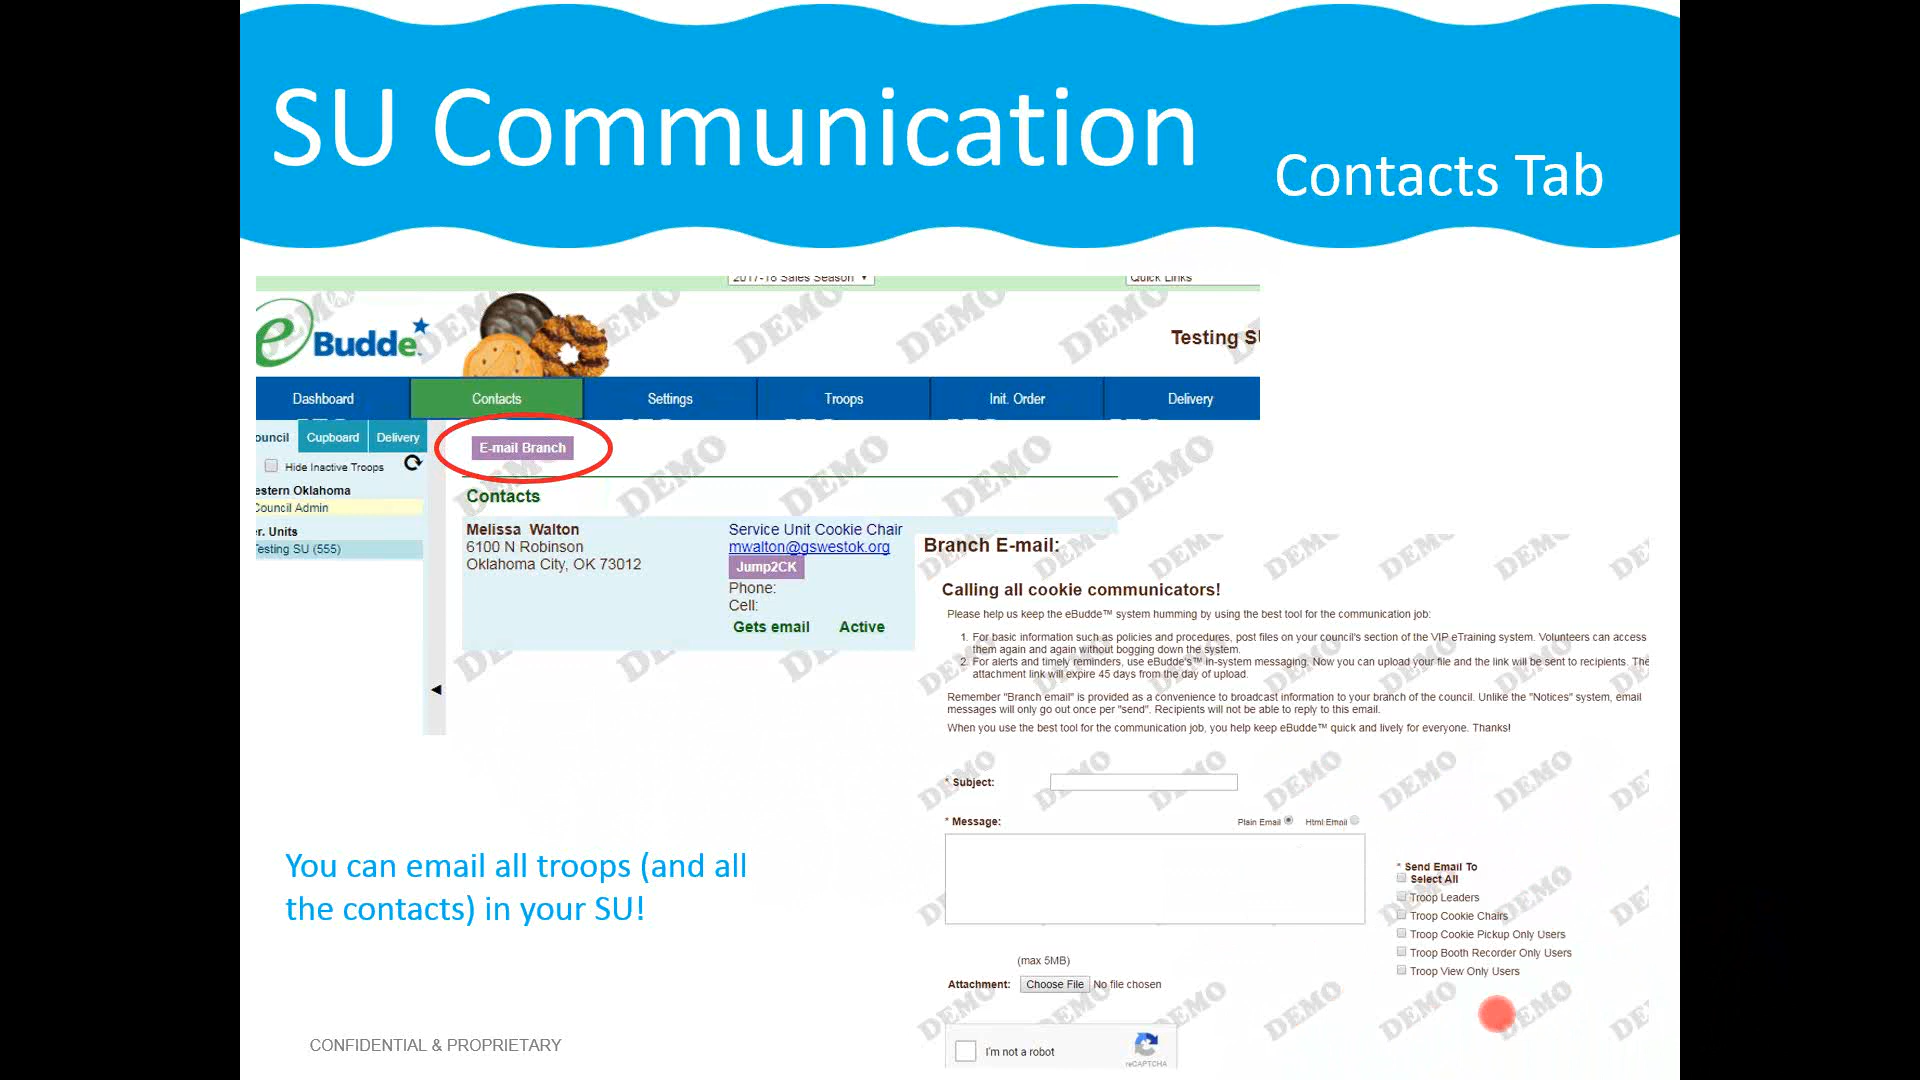 SU Communication
Contacts Tab
2017-18 Sales Season
Quick Links
eBudde
Testing SU
Dashboard
Contacts
Settings
Troops
Init. Order
Delivery
ouncil
Cupboard
Delivery
Hide Inactive Troops
estern Oklahoma
Council Admin
r. Units
Testing SU (555)
E-mail Branch
Contacts
Melissa Walton
6100 N Robinson
Oklahoma City, OK 73012
Service Unit Cookie Chair
mwalton@gswestok.org
Jump2CK
Phone:
Cell:
Gets email Active
Branch E-mail:
Calling all cookie communicators!
Please help us keep the eBudde™ system humming by using the best tool for the communication job:
1. For basic information such as policies and procedures, post files on your council's section of the VIP eTraining system. Volunteers can access
them again and again without bogging down the system.
2. For alerts and timely reminders, use eBudde's™ in-system messaging. Now you can upload your file and the link will be sent to recipients. The
attachment link will expire 45 days from the day of upload.
Remember "Branch email" is provided as a convenience to broadcast information to your branch of the council. Unlike the "Notices" system, email
messages will only go out once per "send". Recipients will not be able to reply to this email.
When you use the best tool for the communication job, you help keep eBudde™ quick and lively for everyone. Thanks!
* Subject:
* Message:
Plain Email
Html Email
* Send Email To
Select All
Troop Leaders
Troop Cookie Chairs
Troop Cookie Pickup Only Users
Troop Booth Recorder Only Users
Troop View Only Users
(max 5MB)
Attachment: Choose File No file chosen
I'm not a robot
reCAPTCHA
You can email all troops (and all
the contacts) in your SU!
CONFIDENTIAL & PROPRIETARY
DEMO